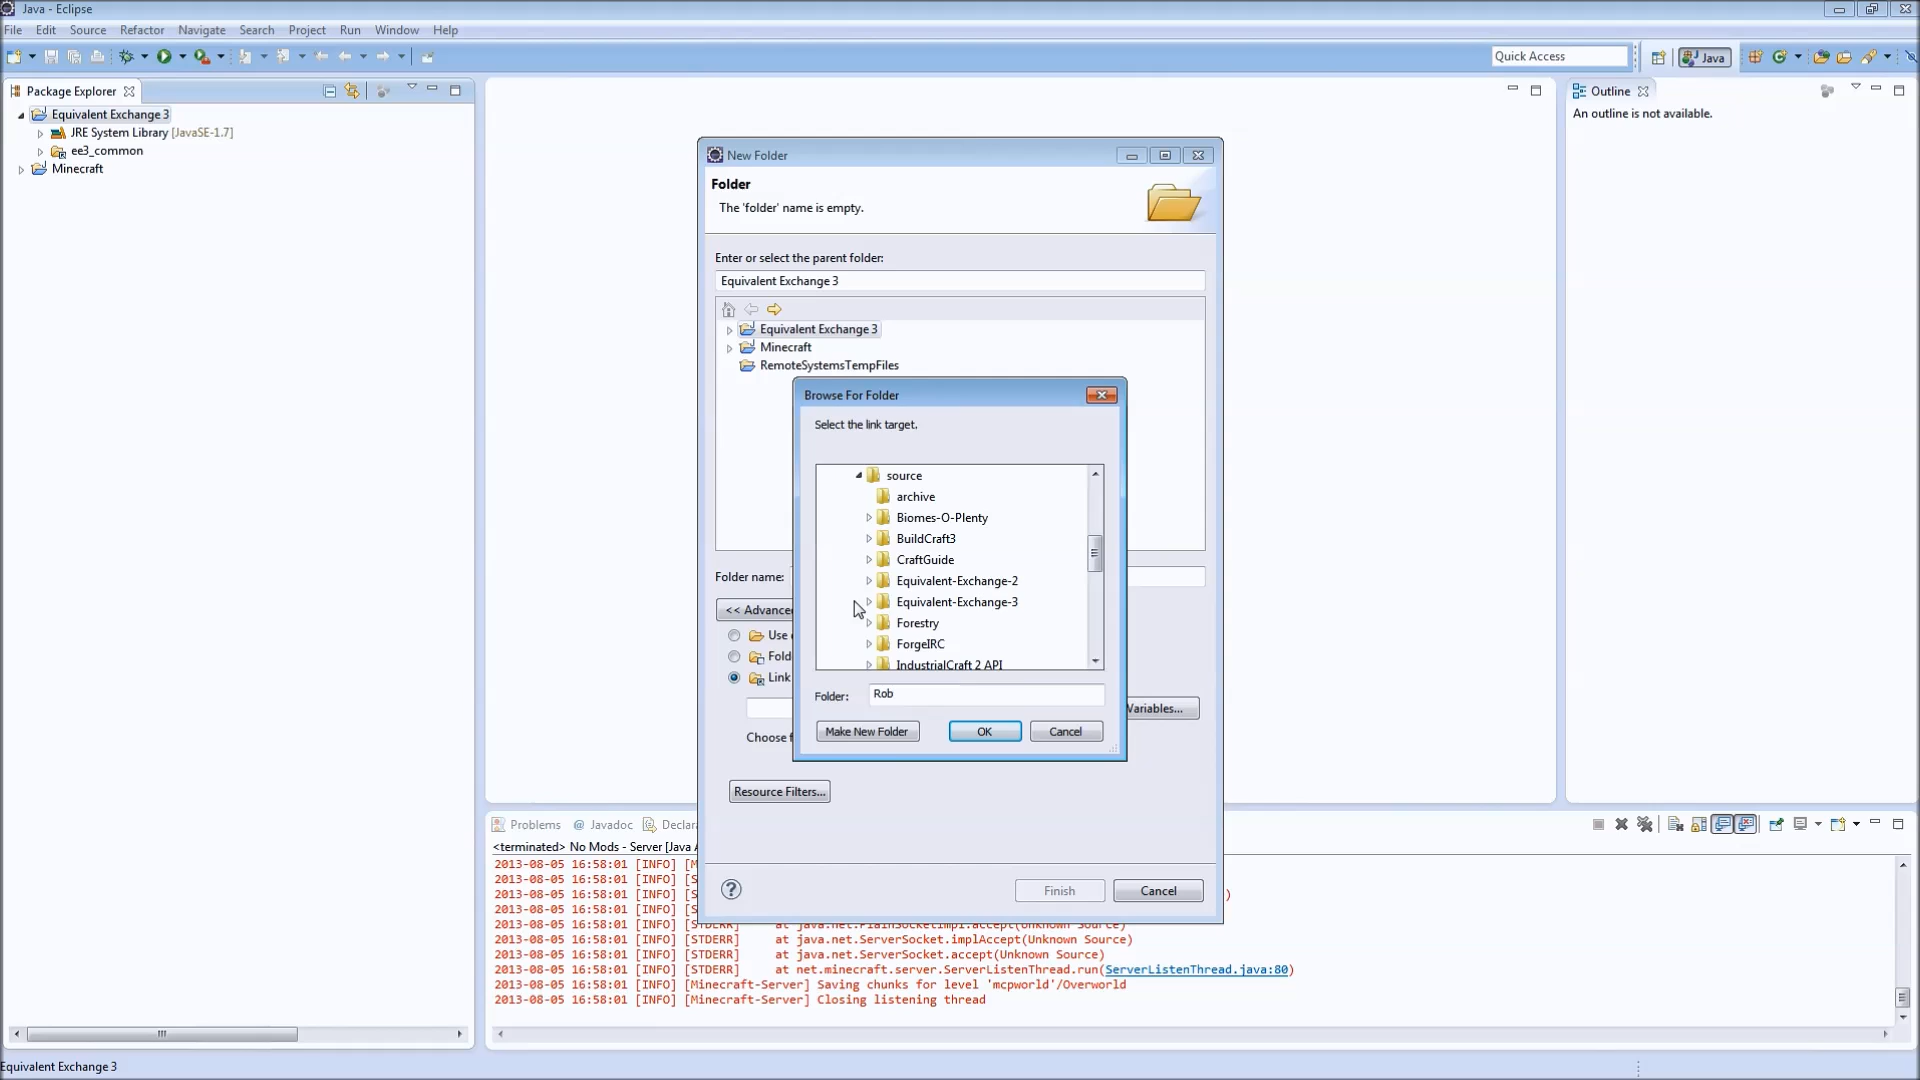 Java - Eclipse
File Edit Source Refactor Navigate Search Project Run Window Help
Quick Access
Java
Package Explorer
Equivalent Exchange 3
JRE System Library [JavaSE-1.7]
ee3_common
Minecraft
Outline
An outline is not available.
New Folder
Folder
The 'folder' name is empty.
Enter or select the parent folder:
Equivalent Exchange 3
Equivalent Exchange 3
Minecraft
RemoteSystemsTempFiles
Browse For Folder
Select the link target.
source
archive
Biomes-O-Plenty
BuildCraft3
CraftGuide
Equivalent-Exchange-2
Equivalent-Exchange-3
Forestry
ForgeIRC
IndustrialCraft 2 API
Folder: Rob
Make New Folder OK Cancel
Folder name:
<< Advance
Use
Fold
Link
Variables...
Choose f
Resource Filters...
Finish Cancel
Problems @ Javadoc Declar
<terminated> No Mods - Server [Java A
2013-08-05 16:58:01 [INFO] [M
2013-08-05 16:58:01 [INFO] [S
2013-08-05 16:58:01 [INFO] [S )
2013-08-05 16:58:01 [INFO] [S
2013-08-05 16:58:01 [INFO] [STDERR] at java.net.PlainSocketImpl.accept(Unknown Source)
2013-08-05 16:58:01 [INFO] [STDERR] at java.net.ServerSocket.implAccept(Unknown Source)
2013-08-05 16:58:01 [INFO] [STDERR] at java.net.ServerSocket.accept(Unknown Source)
2013-08-05 16:58:01 [INFO] [STDERR] at net.minecraft.server.ServerListenThread.run(ServerListenThread.java:80)
2013-08-05 16:58:01 [INFO] [Minecraft-Server] Saving chunks for level 'mcpworld'/Overworld
2013-08-05 16:58:01 [INFO] [Minecraft-Server] Closing listening thread
Equivalent Exchange 3